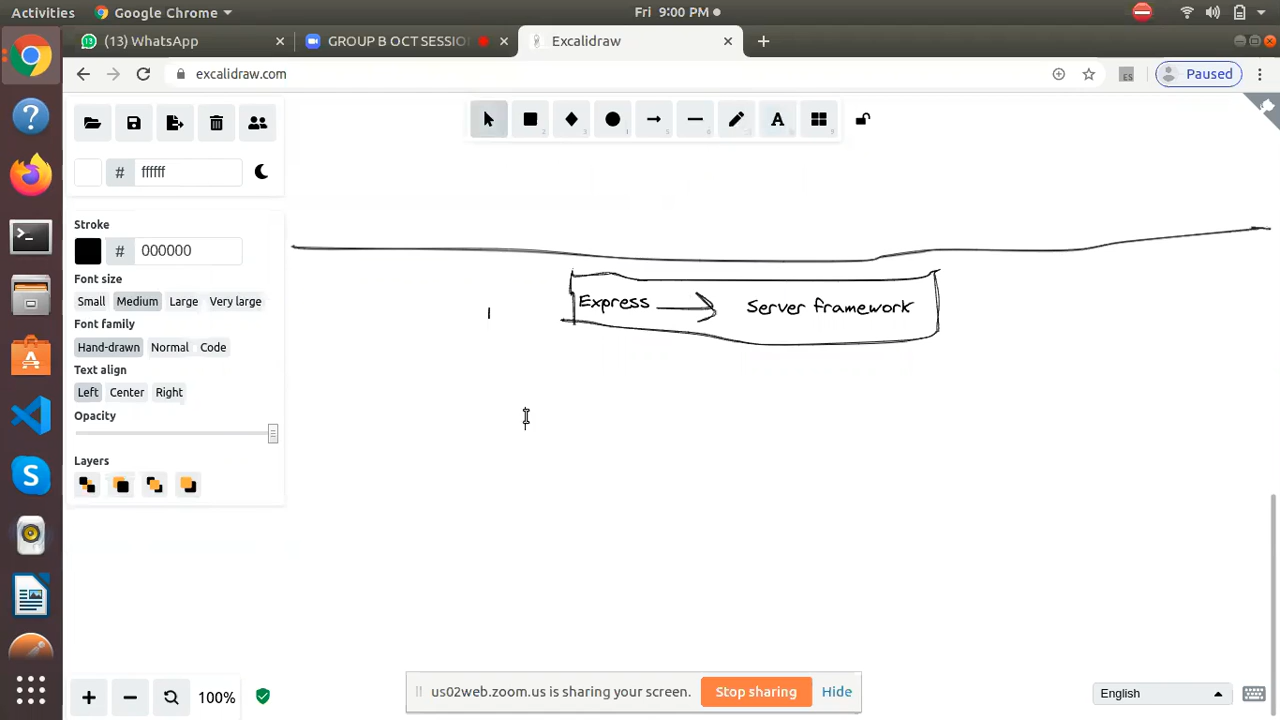 Activities
Google Chrome
Fri 9:00 PM
(13) WhatsApp
GROUP B OCT SESSION
Excalidraw
excalidraw.com
ES
Paused
# ffffff
Stroke
# 000000
Font size
Small Medium Large Very large
Font family
Hand-drawn Normal Code
Text align
Left Center Right
Opacity
Layers
Express
Server framework
100%
us02web.zoom.us is sharing your screen.
Stop sharing
Hide
English